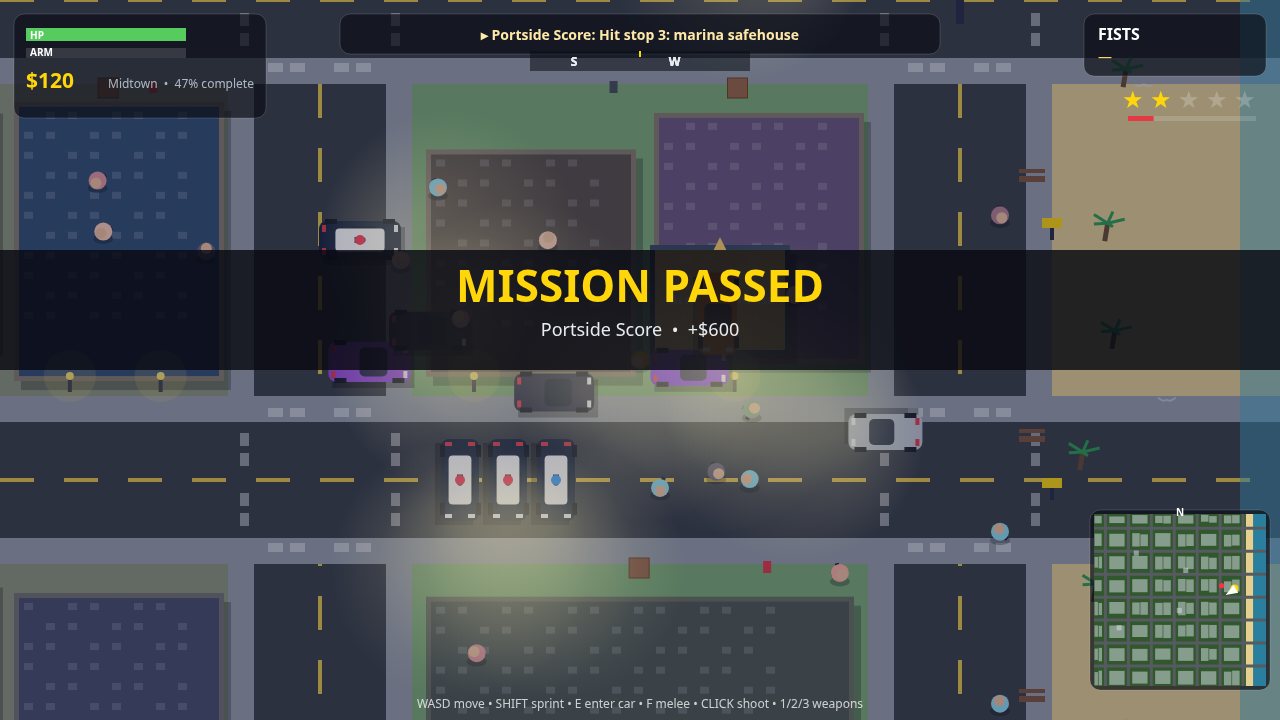 HP
ARM
$120
Midtown • 47% complete
▸ Portside Score: Hit stop 3: marina safehouse
S W
FISTS
—
MISSION PASSED
Portside Score • +$600
N
WASD move • SHIFT sprint • E enter car • F melee • CLICK shoot • 1/2/3 weapons